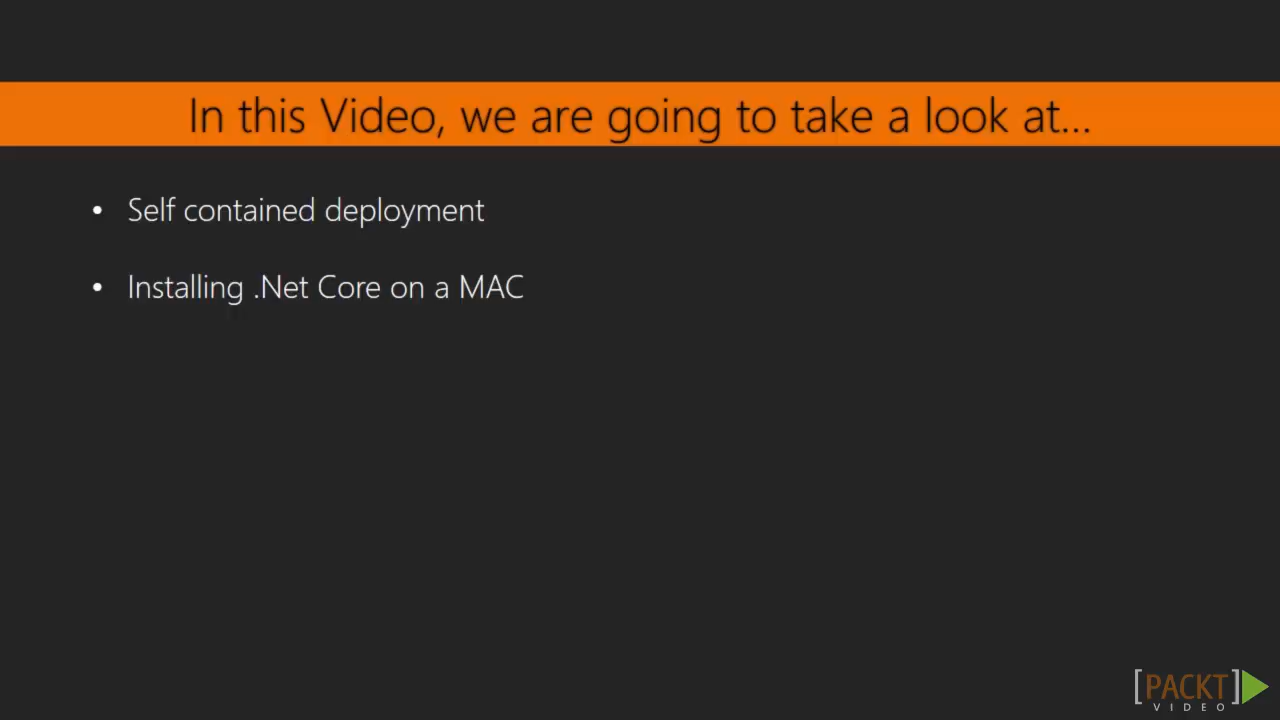 In this Video, we are going to take a look at...
• Self contained deployment
• Installing .Net Core on a MAC
[PACKT]
VIDEO